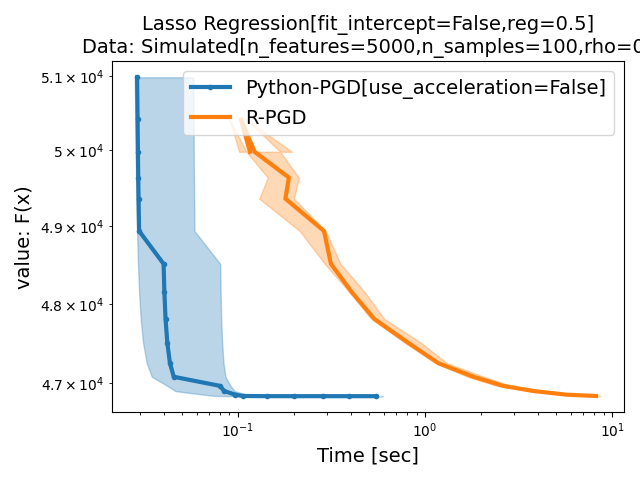 Lasso Regression[fit_intercept=False,reg=0.5]
Data: Simulated[n_features=5000,n_samples=100,rho=0
Python-PGD[use_acceleration=False]
R-PGD
value: F(x)
5.1 × 10⁴
5 × 10⁴
4.9 × 10⁴
4.8 × 10⁴
4.7 × 10⁴
10⁻¹ 10⁰ 10¹
Time [sec]